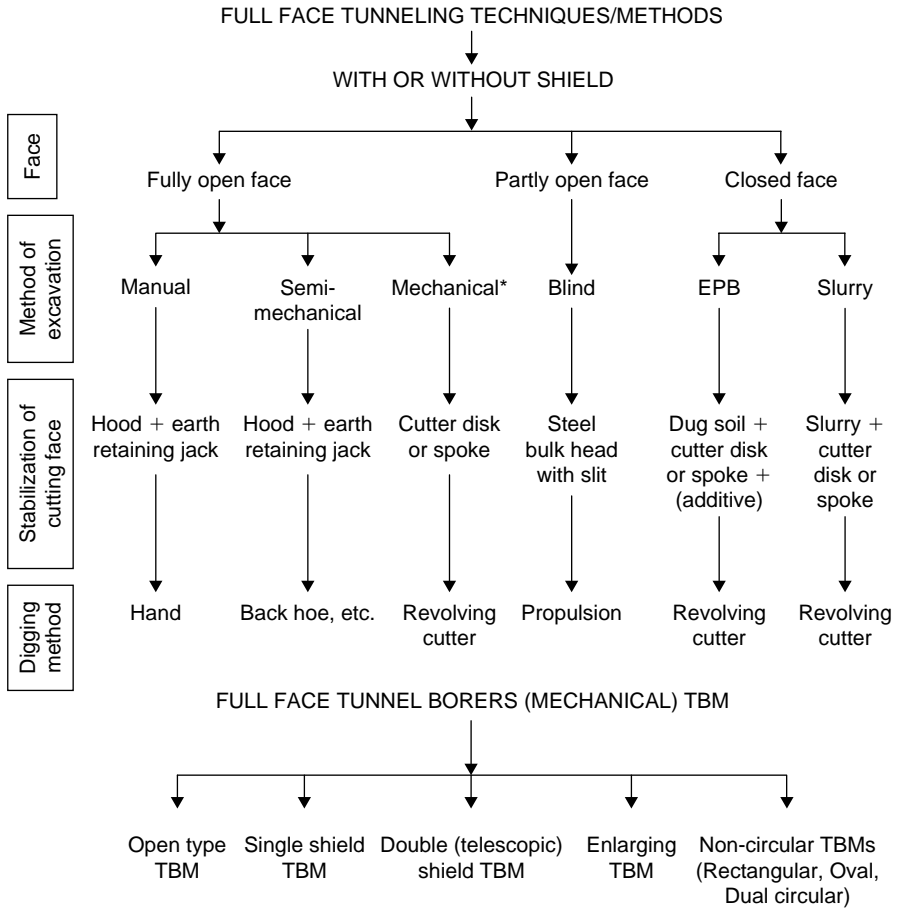 FULL FACE TUNNELING TECHNIQUES/METHODS
WITH OR WITHOUT SHIELD
Face
Fully open face
Partly open face
Closed face
Method of
excavation
Manual
Semi-
mechanical
Mechanical*
Blind
EPB
Slurry
Stabilization of
cutting face
Hood + earth
retaining jack
Hood + earth
retaining jack
Cutter disk
or spoke
Steel
bulk head
with slit
Dug soil +
cutter disk
or spoke +
(additive)
Slurry +
cutter
disk or
spoke
Digging
method
Hand
Back hoe, etc.
Revolving
cutter
Propulsion
Revolving
cutter
Revolving
cutter
FULL FACE TUNNEL BORERS (MECHANICAL) TBM
Open type
TBM
Single shield
TBM
Double (telescopic)
shield TBM
Enlarging
TBM
Non-circular TBMs
(Rectangular, Oval,
Dual circular)